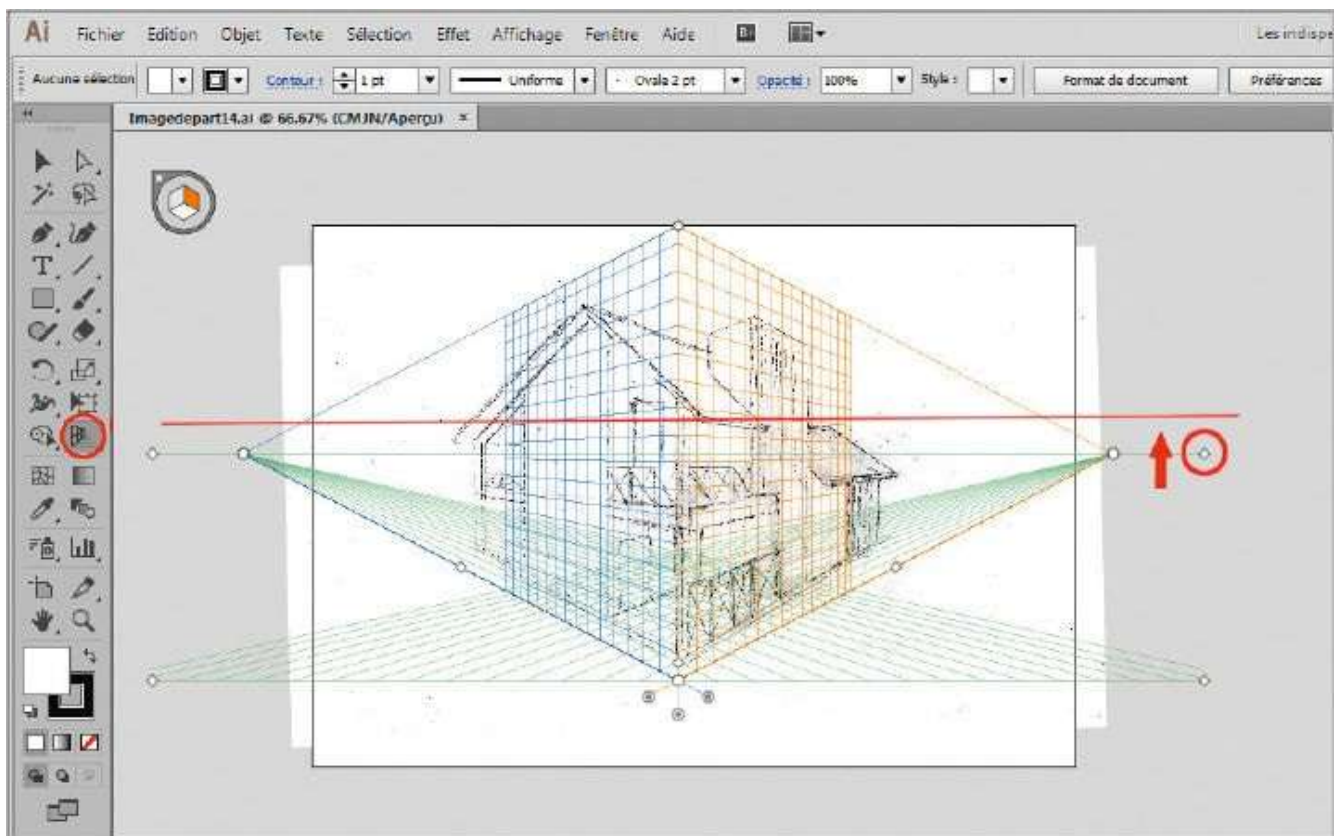 Ai Fichier Edition Objet Texte Sélection Effet Affichage Fenêtre Aide Br Les indispe
Aucune sélection Contour : 1 pt Uniforme Ovale 2 pt Opacité : 100% Style : Format de document Préférences
Imagedepart14.ai @ 66,67% (CMJN/Aperçu) ×
T